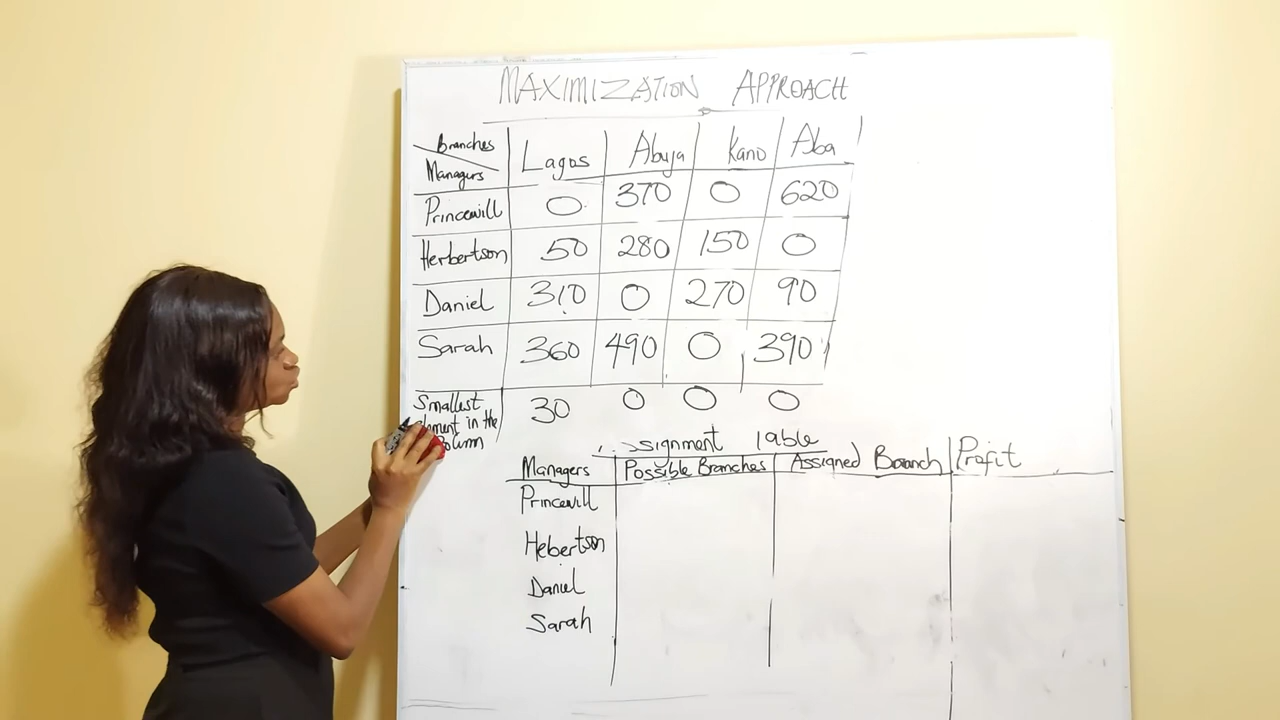 MAXIMIZATION APPROACH
Branches
Managers
Lagos Abuja Kano Aba
Princewill 0 370 0 620
Herbertson 50 280 150 0
Daniel 310 0 270 90
Sarah 360 490 0 390
Smallest
in the
30 0 0 0
Table
Managers Possible Branches Assigned Branch Profit
Princewill
Hebertson
Daniel
Sarah